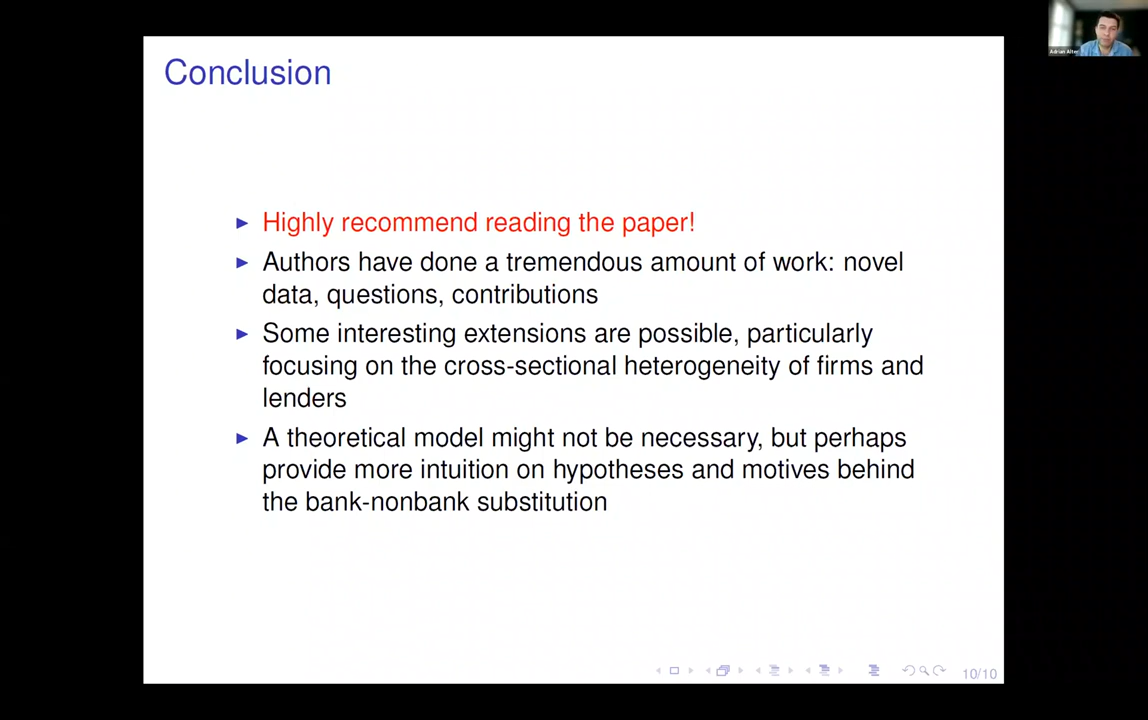 Conclusion
Adrian Alter
Highly recommend reading the paper!
Authors have done a tremendous amount of work: novel
data, questions, contributions
Some interesting extensions are possible, particularly
focusing on the cross-sectional heterogeneity of firms and
lenders
A theoretical model might not be necessary, but perhaps
provide more intuition on hypotheses and motives behind
the bank-nonbank substitution
10/10